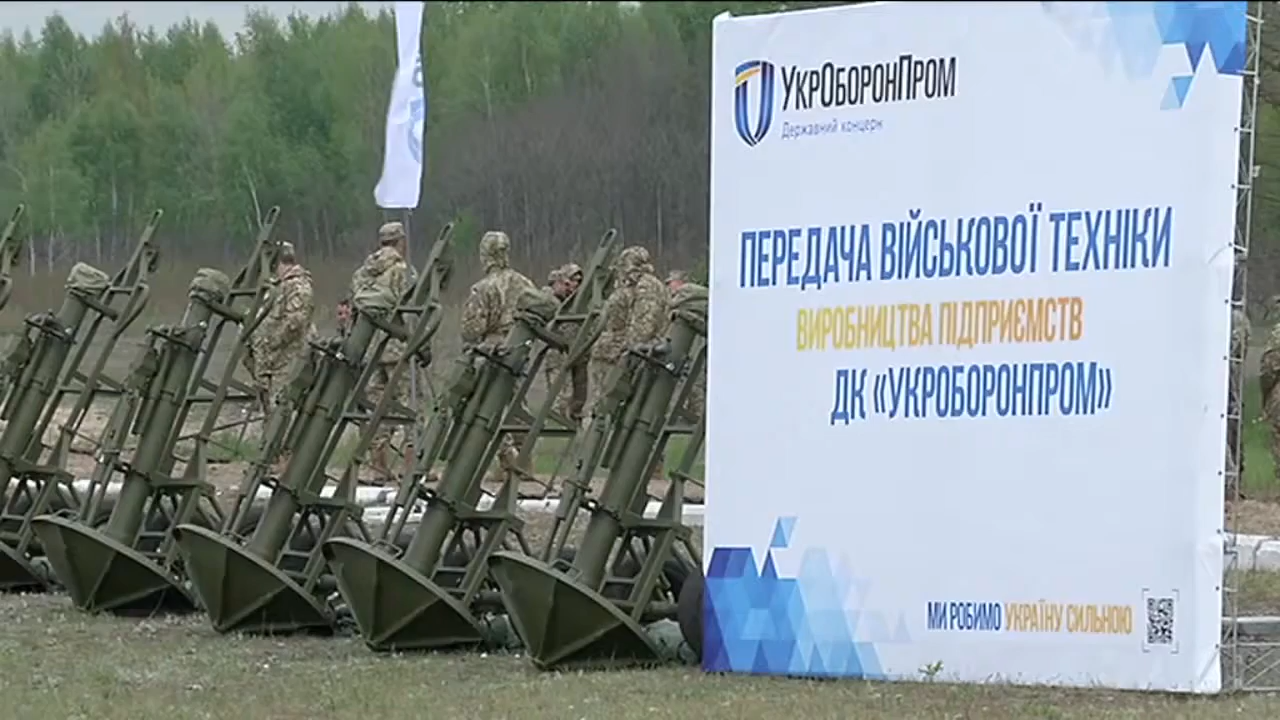 УКРОБОРОНПРОМ
Державний концерн
ПЕРЕДАЧА ВІЙСЬКОВОЇ ТЕХНІКИ
ВИРОБНИЦТВА ПІДПРИЄМСТВ
ДК «УКРОБОРОНПРОМ»
МИ РОБИМО УКРАЇНУ СИЛЬНОЮ